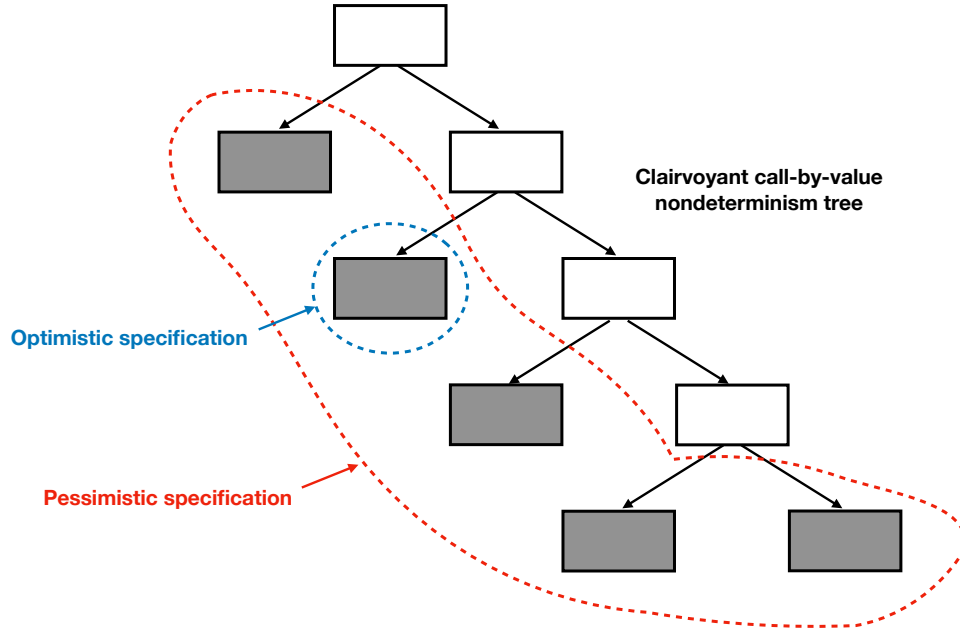 Clairvoyant call-by-value
nondeterminism tree
Optimistic specification
Pessimistic specification